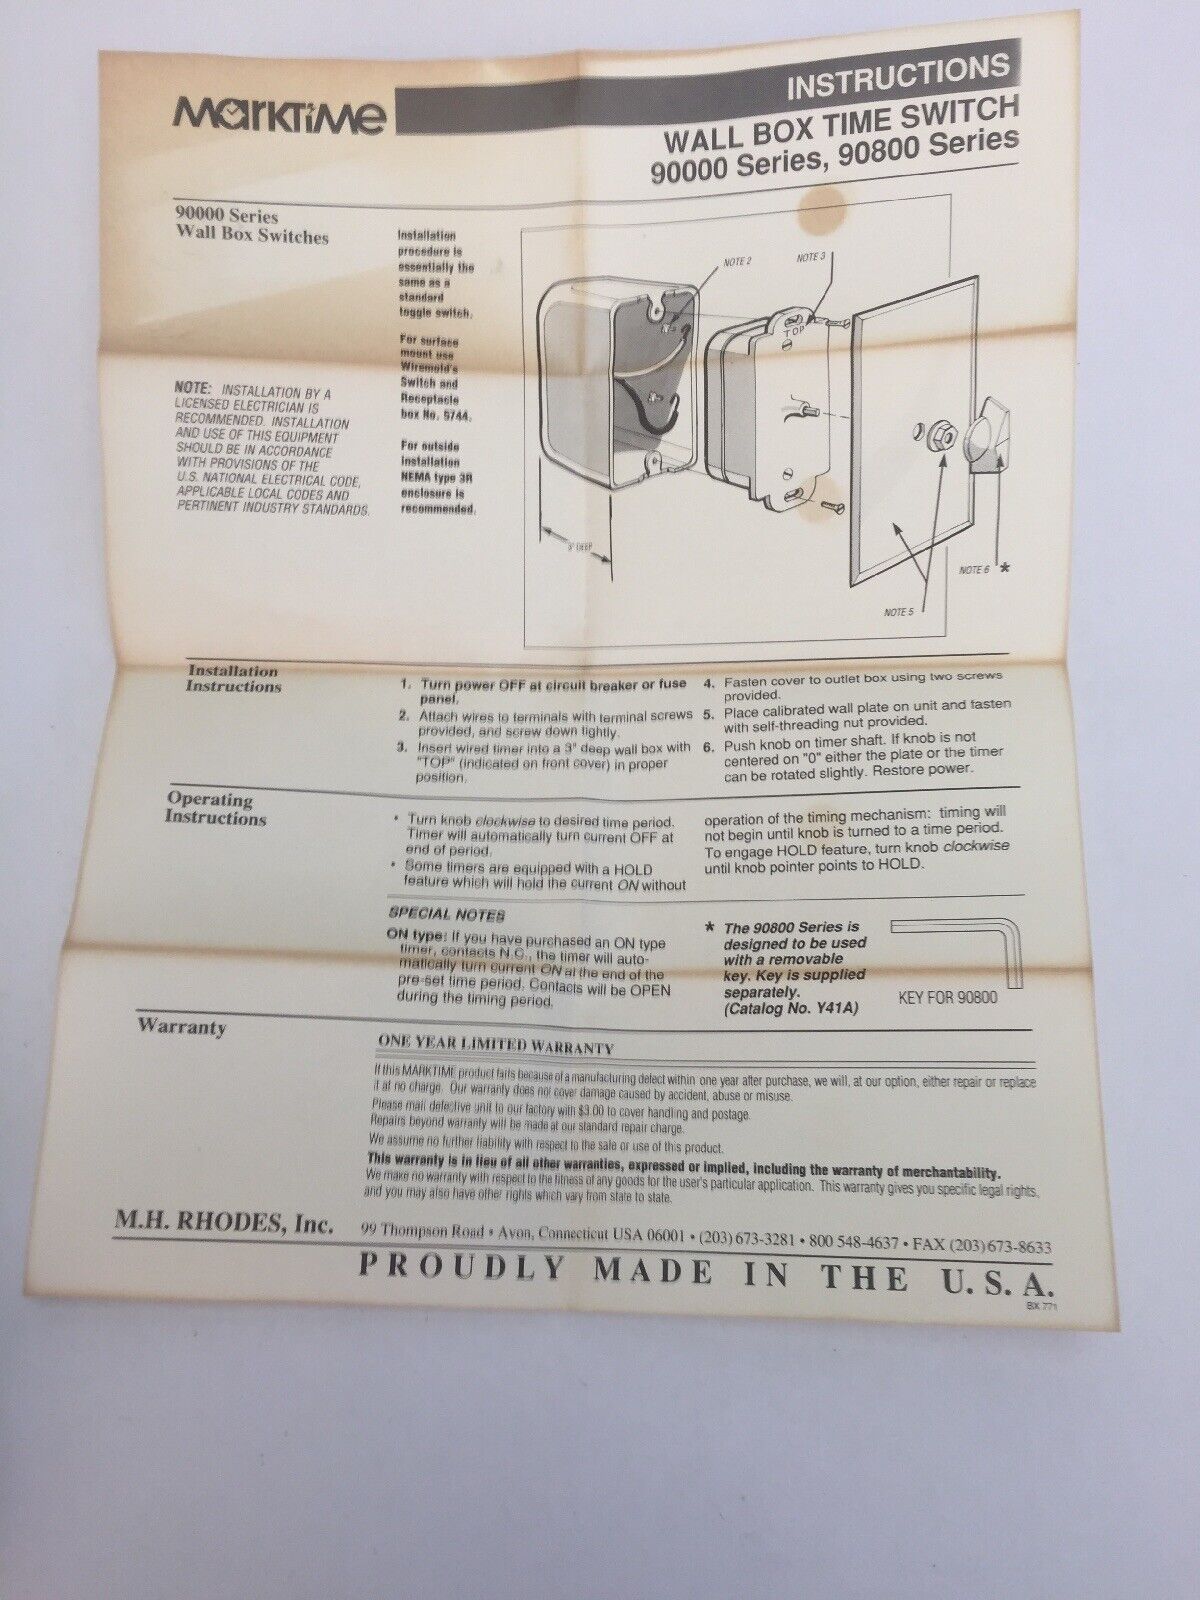 MARKTIME
INSTRUCTIONS
WALL BOX TIME SWITCH
90000 Series, 90800 Series
90000 Series
Wall Box Switches
NOTE: INSTALLATION BY A
LICENSED ELECTRICIAN IS
RECOMMENDED. INSTALLATION
AND USE OF THIS EQUIPMENT
SHOULD BE IN ACCORDANCE
WITH PROVISIONS OF THE
U.S. NATIONAL ELECTRICAL CODE,
APPLICABLE LOCAL CODES AND
PERTINENT INDUSTRY STANDARDS.
Installation
procedure is
essentially the
same as a
standard
toggle switch.
For surface
mount use
Wiremold's
Switch and
Receptacle
box No. 5744.
For outside
installation
NEMA type 3R
enclosure is
recommended.
NOTE 2
NOTE 3
TOP
3" DEEP
NOTE 6 *
NOTE 5
Installation
Instructions
1. Turn power OFF at circuit breaker or fuse
panel.
2. Attach wires to terminals with terminal screws
provided, and screw down tightly.
3. Insert wired timer into a 3" deep wall box with
"TOP" (indicated on front cover) in proper
position.
4. Fasten cover to outlet box using two screws
provided.
5. Place calibrated wall plate on unit and fasten
with self-threading nut provided.
6. Push knob on timer shaft. If knob is not
centered on "0" either the plate or the timer
can be rotated slightly. Restore power.
Operating
Instructions
• Turn knob clockwise to desired time period.
Timer will automatically turn current OFF at
end of period.
• Some timers are equipped with a HOLD
feature which will hold the current ON without
operation of the timing mechanism: timing will
not begin until knob is turned to a time period.
To engage HOLD feature, turn knob clockwise
until knob pointer points to HOLD.
SPECIAL NOTES
ON type: If you have purchased an ON type
timer, contacts N.C., the timer will auto-
matically turn current ON at the end of the
pre-set time period. Contacts will be OPEN
during the timing period.
* The 90800 Series is
designed to be used
with a removable
key. Key is supplied
separately.
(Catalog No. Y41A)
KEY FOR 90800
Warranty
ONE YEAR LIMITED WARRANTY
If this MARKTIME product fails because of a manufacturing defect within one year after purchase, we will, at our option, either repair or replace
it at no charge. Our warranty does not cover damage caused by accident, abuse or misuse.
Please mail defective unit to our factory with $3.00 to cover handling and postage.
Repairs beyond warranty will be made at our standard repair charge.
We assume no further liability with respect to the sale or use of this product.
This warranty is in lieu of all other warranties, expressed or implied, including the warranty of merchantability.
We make no warranty with respect to the fitness of any goods for the user's particular application. This warranty gives you specific legal rights,
and you may also have other rights which vary from state to state.
M.H. RHODES, Inc. 99 Thompson Road • Avon, Connecticut USA 06001 • (203) 673-3281 • 800 548-4637 • FAX (203) 673-8633
PROUDLY MADE IN THE U.S.A.
BX 771